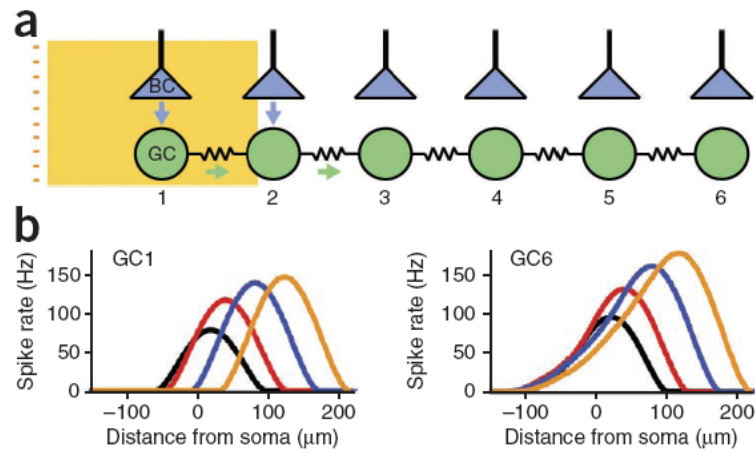 a
BC
GC
1 2 3 4 5 6
b
GC1
Spike rate (Hz)
150
100
50
0
–100 0 100 200
Distance from soma (μm)
GC6
Spike rate (Hz)
150
100
50
0
–100 0 100 200
Distance from soma (μm)